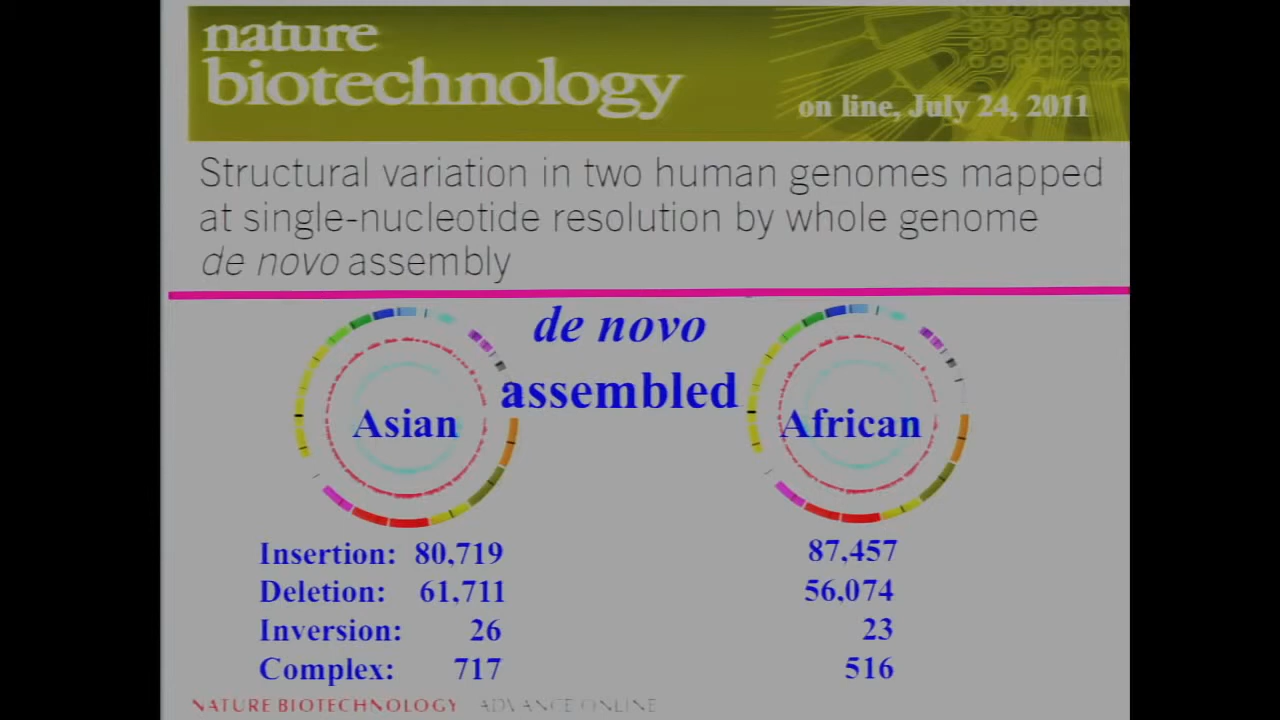 nature
biotechnology
on line, July 24, 2011
Structural variation in two human genomes mapped
at single-nucleotide resolution by whole genome
de novo assembly
de novo
assembled
Asian
African
Insertion: 80,719 87,457
Deletion: 61,711 56,074
Inversion: 26 23
Complex: 717 516
NATURE BIOTECHNOLOGY ADVANCE ONLINE